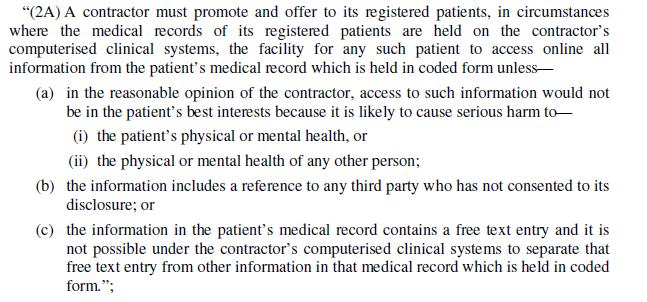 “(2A) A contractor must promote and offer to its registered patients, in circumstances
where the medical records of its registered patients are held on the contractor’s
computerised clinical systems, the facility for any such patient to access online all
information from the patient’s medical record which is held in coded form unless—
(a) in the reasonable opinion of the contractor, access to such information would not
be in the patient’s best interests because it is likely to cause serious harm to—
(i) the patient’s physical or mental health, or
(ii) the physical or mental health of any other person;
(b) the information includes a reference to any third party who has not consented to its
disclosure; or
(c) the information in the patient’s medical record contains a free text entry and it is
not possible under the contractor’s computerised clinical systems to separate that
free text entry from other information in that medical record which is held in coded
form.”;